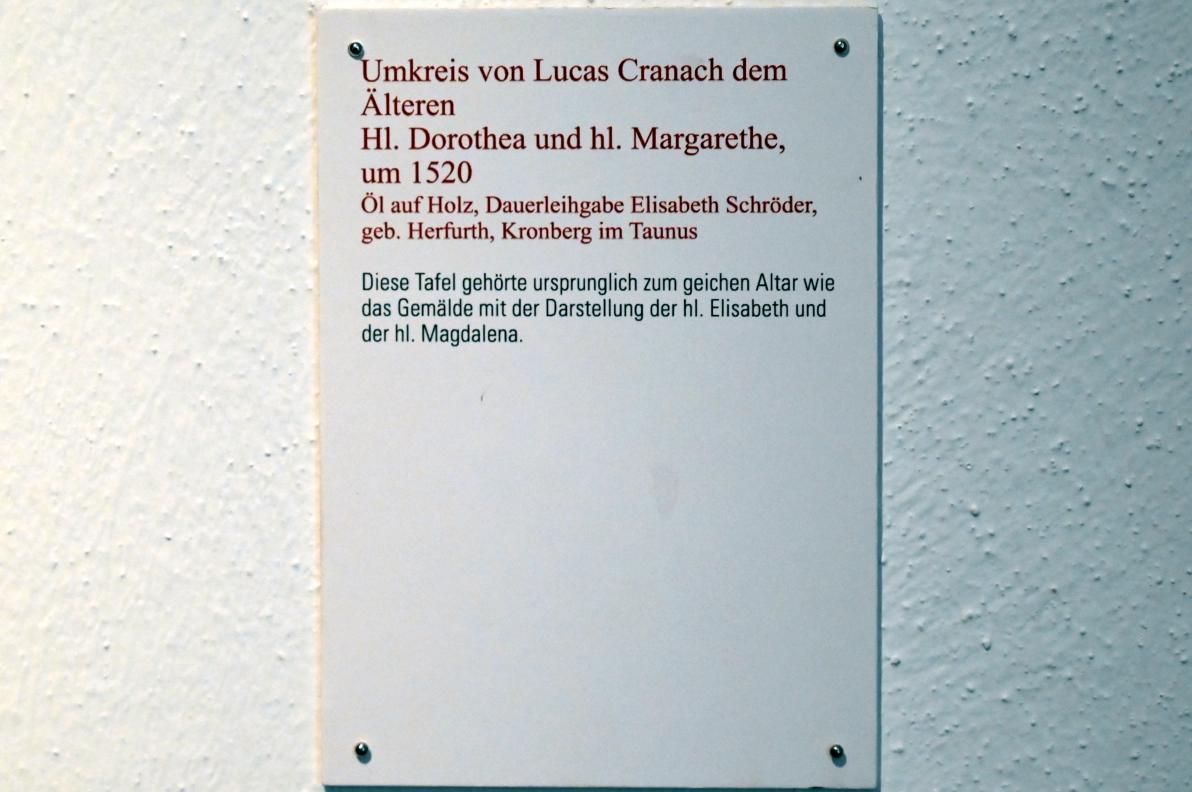 Umkreis von Lucas Cranach dem
Älteren
Hl. Dorothea und hl. Margarethe,
um 1520
Öl auf Holz, Dauerleihgabe Elisabeth Schröder,
geb. Herfurth, Kronberg im Taunus
Diese Tafel gehörte ursprunglich zum geichen Altar wie
das Gemälde mit der Darstellung der hl. Elisabeth und
der hl. Magdalena.